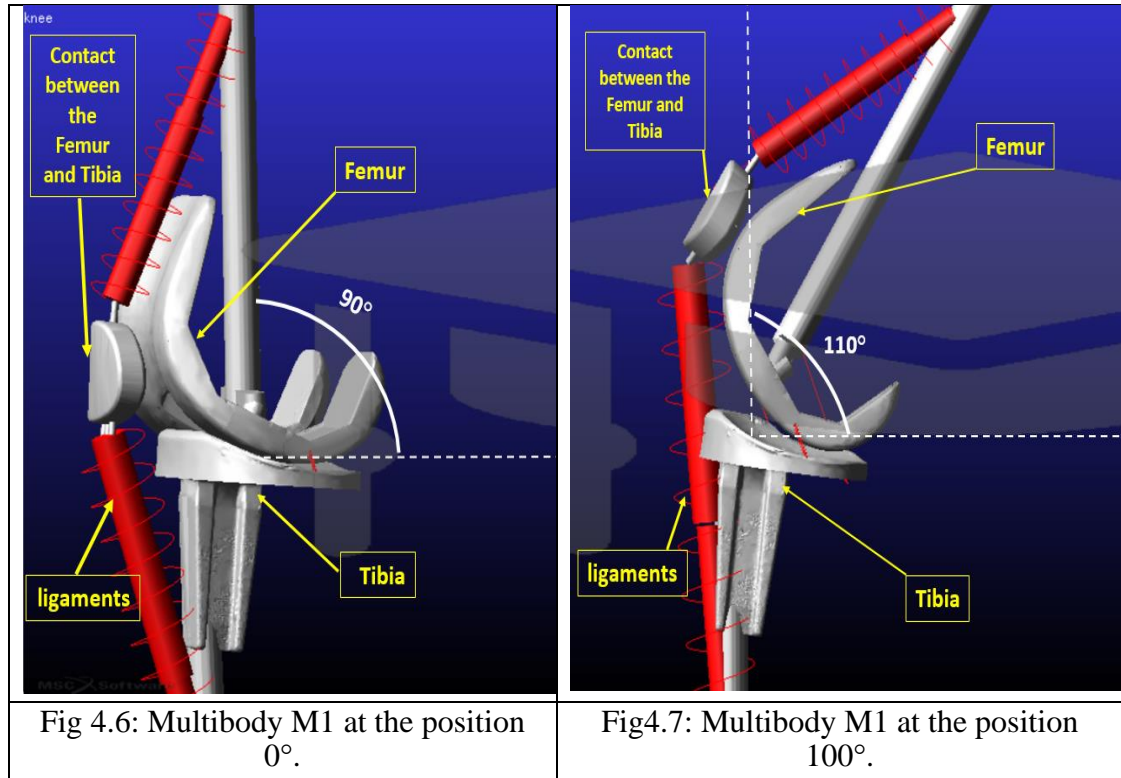 knee
Contact
between
the
Femur
and Tibia
Femur
90°
ligaments
Tibia
MSC Software
Contact
between the
Femur and
Tibia
Femur
110°
ligaments
Tibia
Fig 4.6: Multibody M1 at the position
0°.
Fig4.7: Multibody M1 at the position
100°.